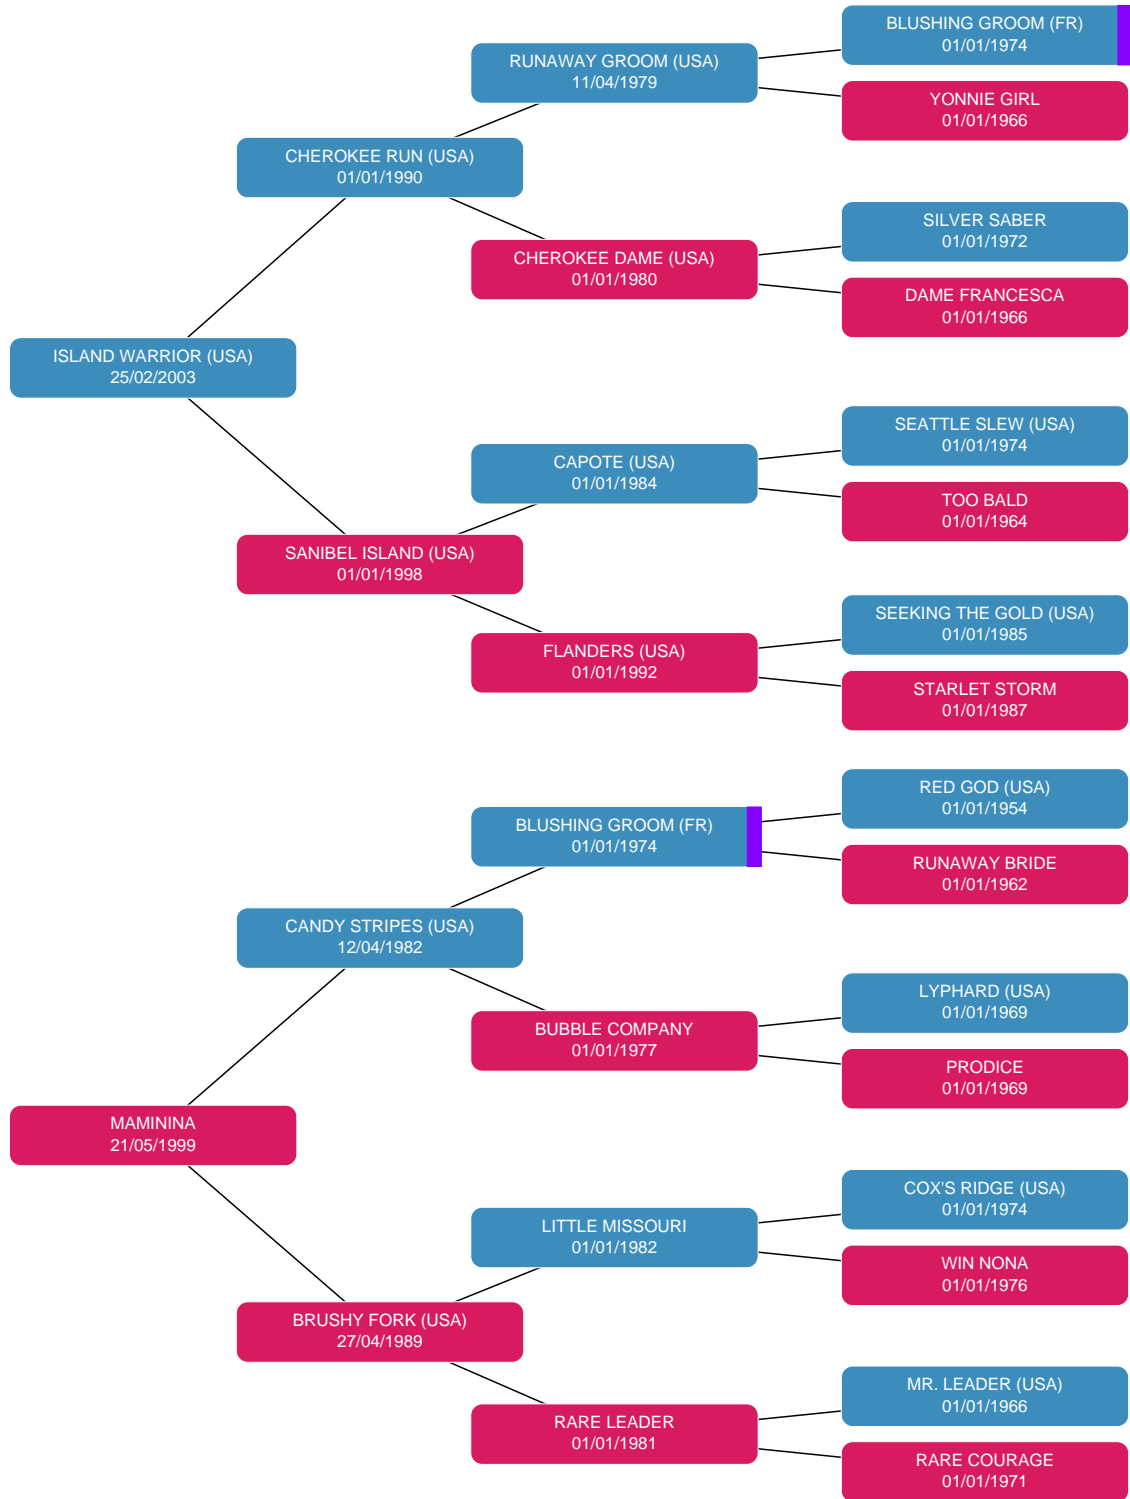 BLUSHING GROOM (FR)
01/01/1974
RUNAWAY GROOM (USA)
11/04/1979
YONNIE GIRL
01/01/1966
CHEROKEE RUN (USA)
01/01/1990
SILVER SABER
01/01/1972
CHEROKEE DAME (USA)
01/01/1980
DAME FRANCESCA
01/01/1966
ISLAND WARRIOR (USA)
25/02/2003
SEATTLE SLEW (USA)
01/01/1974
CAPOTE (USA)
01/01/1984
TOO BALD
01/01/1964
SANIBEL ISLAND (USA)
01/01/1998
SEEKING THE GOLD (USA)
01/01/1985
FLANDERS (USA)
01/01/1992
STARLET STORM
01/01/1987
RED GOD (USA)
01/01/1954
BLUSHING GROOM (FR)
01/01/1974
RUNAWAY BRIDE
01/01/1962
CANDY STRIPES (USA)
12/04/1982
LYPHARD (USA)
01/01/1969
BUBBLE COMPANY
01/01/1977
PRODICE
01/01/1969
MAMININA
21/05/1999
COX'S RIDGE (USA)
01/01/1974
LITTLE MISSOURI
01/01/1982
WIN NONA
01/01/1976
BRUSHY FORK (USA)
27/04/1989
MR. LEADER (USA)
01/01/1966
RARE LEADER
01/01/1981
RARE COURAGE
01/01/1971